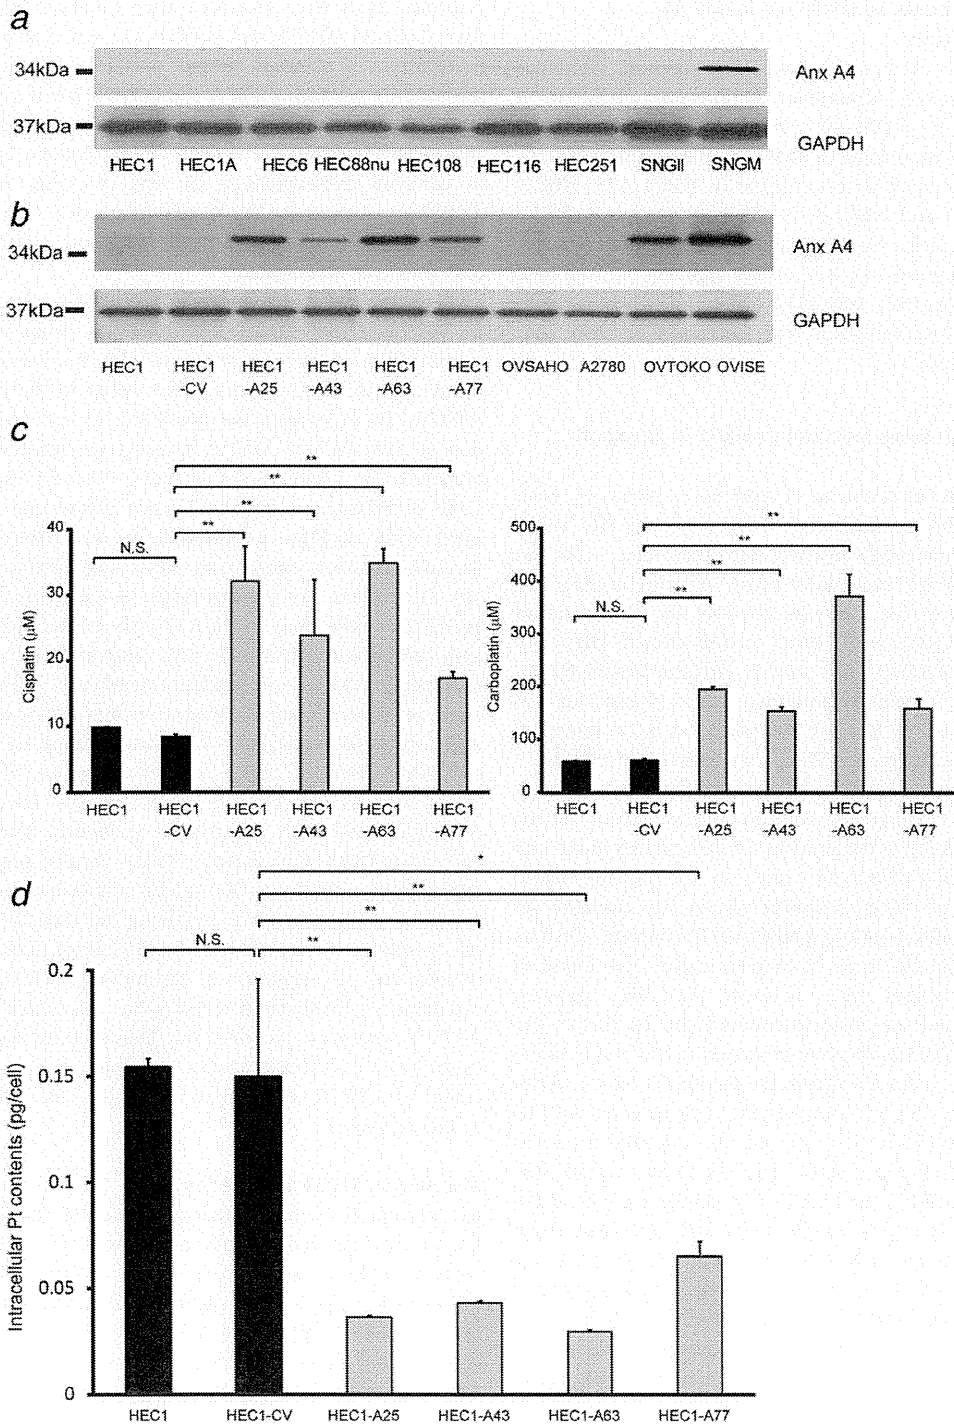 a
34kDa
Anx A4
37kDa
GAPDH
HEC1 HEC1A HEC6 HEC88nu HEC108 HEC116 HEC251 SNGII SNGM
b
34kDa
Anx A4
37kDa
GAPDH
HEC1 HEC1 HEC1 HEC1 HEC1 HEC1 OVSAHO A2780 OVTOKO OVISE
-CV -A25 -A43 -A63 -A77
c
**
**
**
**
N.S.
40
30
20
10
0
Cisplatin (µM)
HEC1 HEC1 HEC1 HEC1 HEC1 HEC1
-CV -A25 -A43 -A63 -A77
**
**
**
**
N.S.
500
400
300
200
100
0
Carboplatin (µM)
HEC1 HEC1 HEC1 HEC1 HEC1 HEC1
-CV -A25 -A43 -A63 -A77
d
*
**
**
N.S. **
0.2
0.15
0.1
0.05
0
Intracellular Pt contents (pg/cell)
HEC1 HEC1-CV HEC1-A25 HEC1-A43 HEC1-A63 HEC1-A77